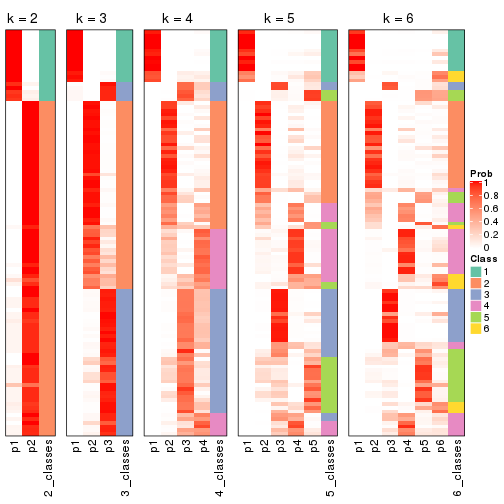 k = 2
k = 3
k = 4
k = 5
k = 6
p1
p2
2_classes
p1
p2
p3
3_classes
p1
p2
p3
p4
4_classes
p1
p2
p3
p4
p5
5_classes
p1
p2
p3
p4
p5
p6
6_classes
Prob
1
0.8
0.6
0.4
0.2
0
Class
1
2
3
4
5
6